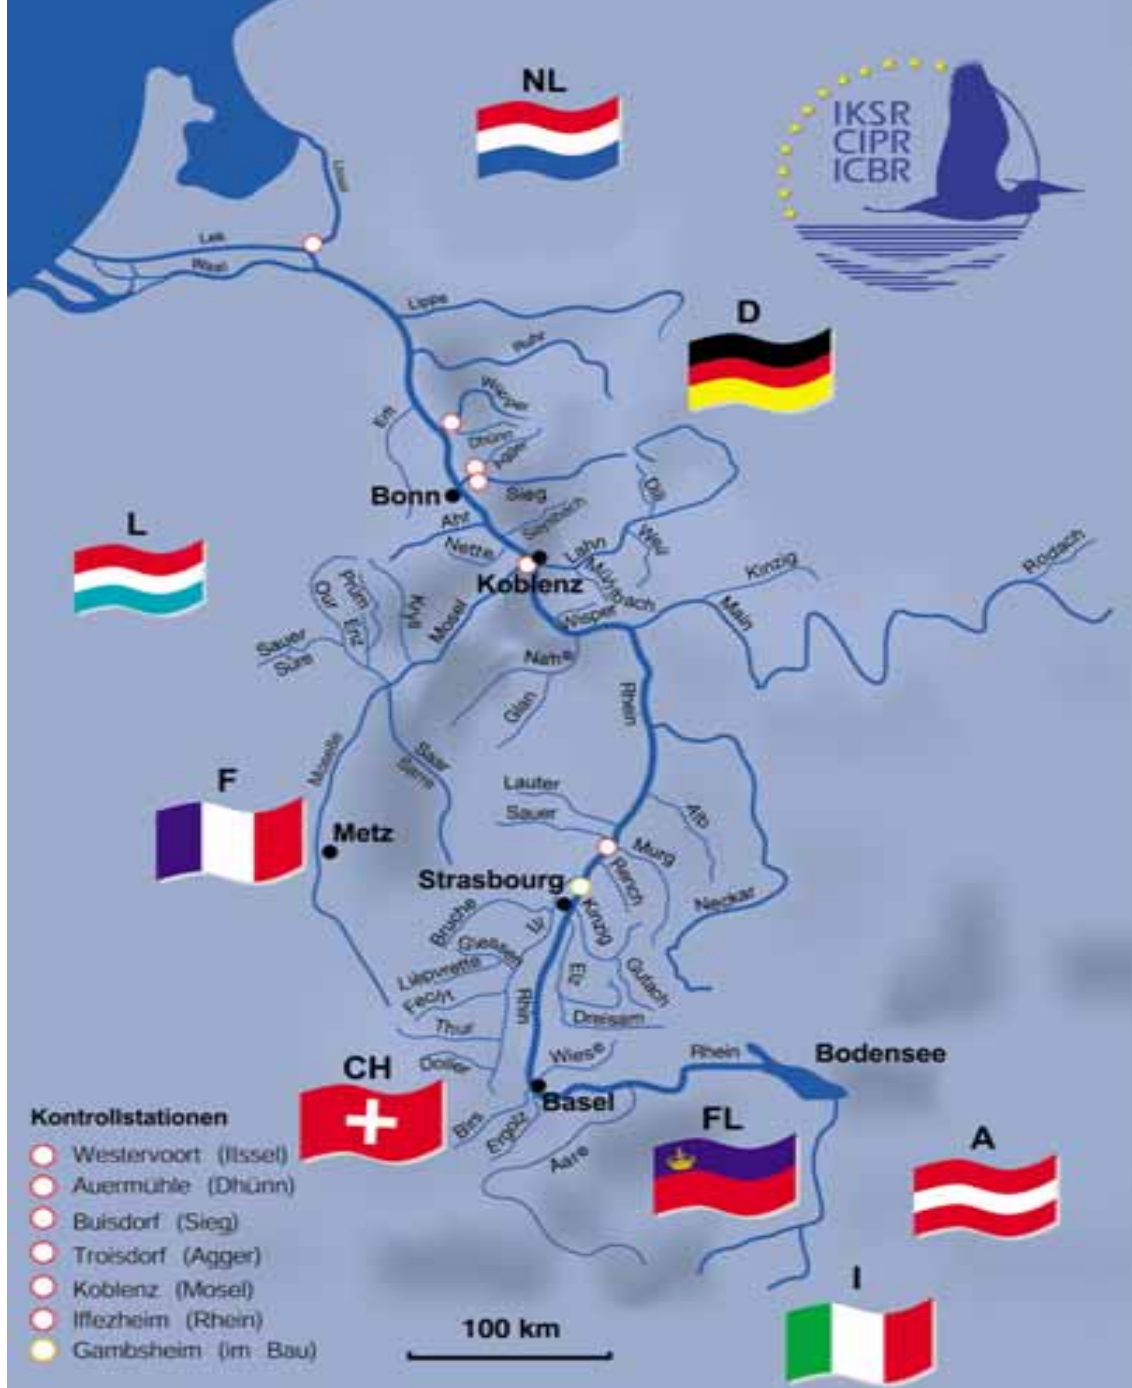 NL
IKSR
CIPR
ICBR
IJssel
Lek
Waal
Lippe
D
Ruhr
Wupper
Erft
Dhünn
Agger
Bonn
Sieg
Dill
L
Ahr
Saynbach
Nette
Lahn
Weil
Koblenz
Mühlbach
Kinzig
Rodach
Main
Wisper
Prüm
Our
Enz
Kyll
Mosel
Sauer
Sûre
Nahe
Glan
Rhein
Moselle
Saar
Sarre
F
Metz
Lauter
Sauer
Alb
Murg
Rench
Strasbourg
Neckar
Kinzig
Bruche
Ill
Giessen
Liepvrette
Fecht
Elz
Gutach
Rhin
Thur
Dreisam
Doller
Wiese
Rhein
Bodensee
CH
Basel
Birs
Ergolz
Aare
FL
A
I
Kontrollstationen
Westervoort (IIssel)
Auermühle (Dhünn)
Buisdorf (Sieg)
Troisdorf (Agger)
Koblenz (Mosel)
Iffezheim (Rhein)
Gambsheim (im Bau)
100 km